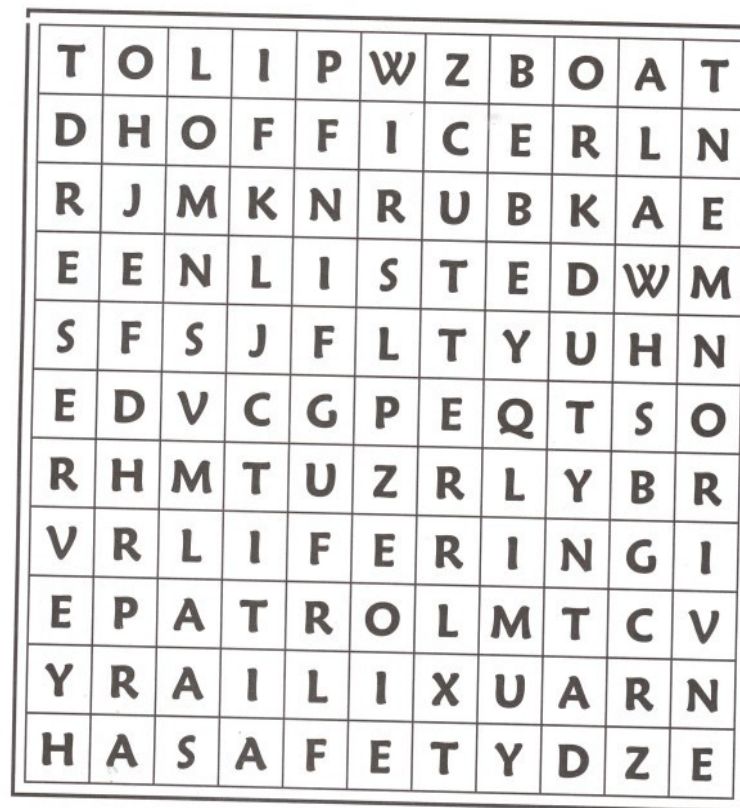 T O L I P W Z B O A T
D H O F F I C E R L N
R J M K N R U B K A E
E E N L I S T E D W M
S F S J F L T Y U H N
E D V C G P E Q T S O
R H M T U Z R L Y B R
V R L I F E R I N G I
E P A T R O L M T C V
Y R A I L I X U A R N
H A S A F E T Y D Z E